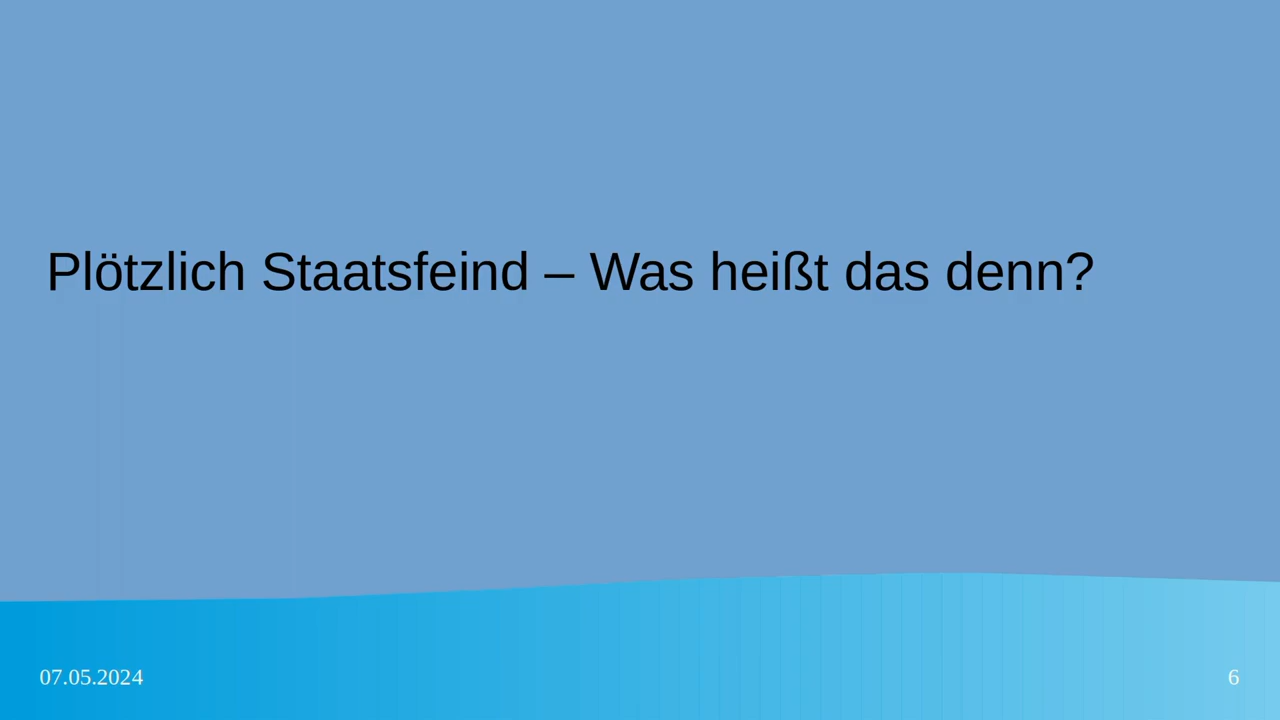 Plötzlich Staatsfeind – Was heißt das denn?
07.05.2024
6